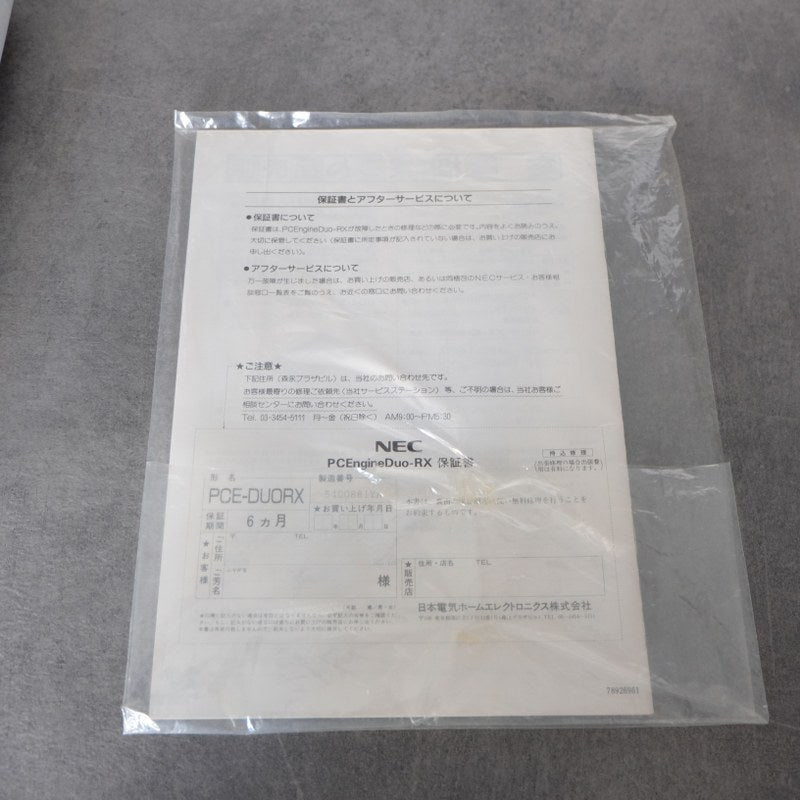 保証書とアフターサービスについて
●保証書について
保証書は、PCEngineDuo-RXが故障したときの修理などの際に必要です。内容をよくお読みのうえ、
大切に保管してください（保証書に所定事項が記入されていない場合は、お買い上げの販売店にお
申し出ください）。
●アフターサービスについて
万一故障が生じました場合は、お買い上げの販売店、あるいは同梱包のNECサービス・お客様相
談窓口一覧表をご覧のうえ、お近くの窓口にお問い合わせください。
★ご注意★
下記住所（森永プラザビル）は、当社のお問い合わせ先です。
お客様最寄りの修理ご依頼先（当社サービスステーション）等、ご不明の場合は、当社お客様ご
相談センターにお問い合わせください。
Tel. 03-3454-5111 月〜金（祝日除く）AM9:00〜PM5:30
NEC
PCEngineDuo-RX 保証書
持込修理
形名
PCE-DUORX
製造番号
保証期間
6ヵ月
★お買い上げ年月日
年 月 日
★お客様
ご住所
〒 TEL
ご芳名
様
★販売店
住所・店名 TEL
日本電気ホームエレクトロニクス株式会社
78926961